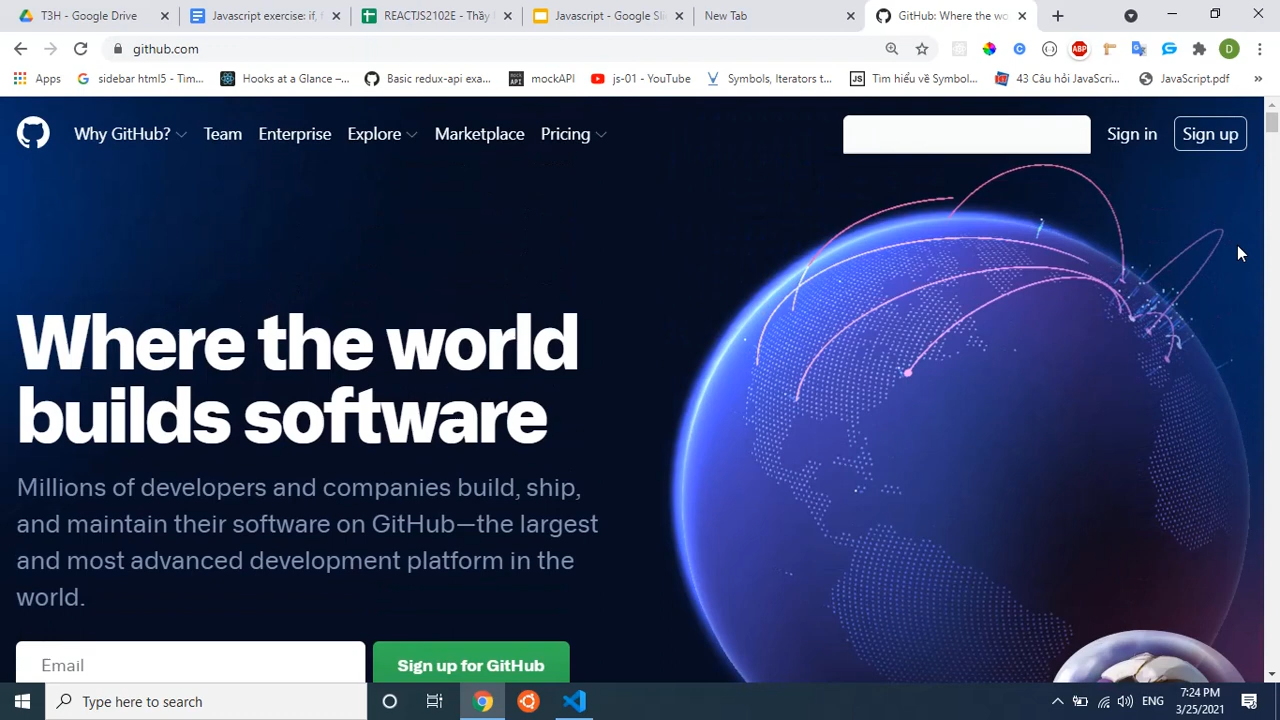 T3H - Google Drive
Javascript exercise: if,
REACTJS2102E - Thầy
Javascript - Google Sli
New Tab
GitHub: Where the wo
github.com
D
Apps
sidebar html5 - Tim...
Hooks at a Glance –...
Basic redux-api exa...
mockAPI
js-01 - YouTube
Symbols, Iterators t...
Tìm hiểu về Symbol...
43 Câu hỏi JavaScri...
JavaScript.pdf
Why GitHub?
Team
Enterprise
Explore
Marketplace
Pricing
Sign in
Sign up
Where the world
builds software
Millions of developers and companies build, ship,
and maintain their software on GitHub—the largest
and most advanced development platform in the
world.
Email
Sign up for GitHub
Type here to search
ENG
7:24 PM
3/25/2021